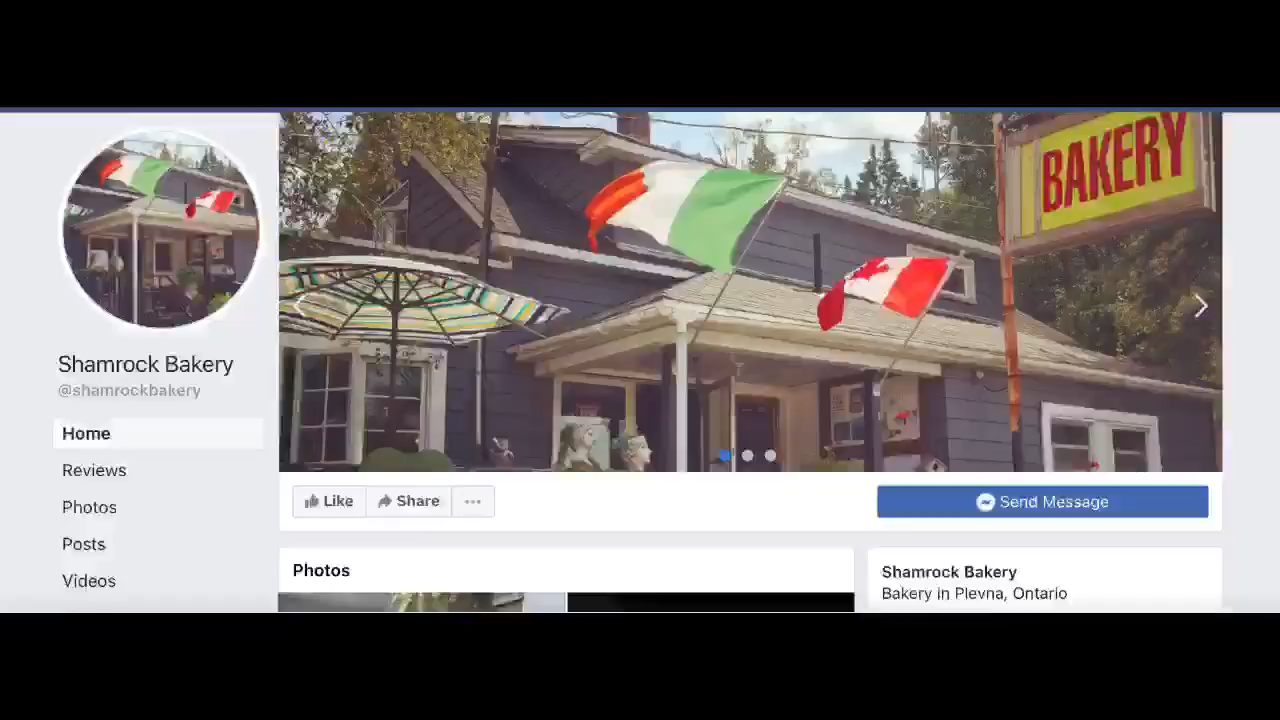 BAKERY
Shamrock Bakery
@shamrockbakery
Home
Reviews
Photos
Posts
Videos
Like
Share
Send Message
Photos
Shamrock Bakery
Bakery in Plevna, Ontario